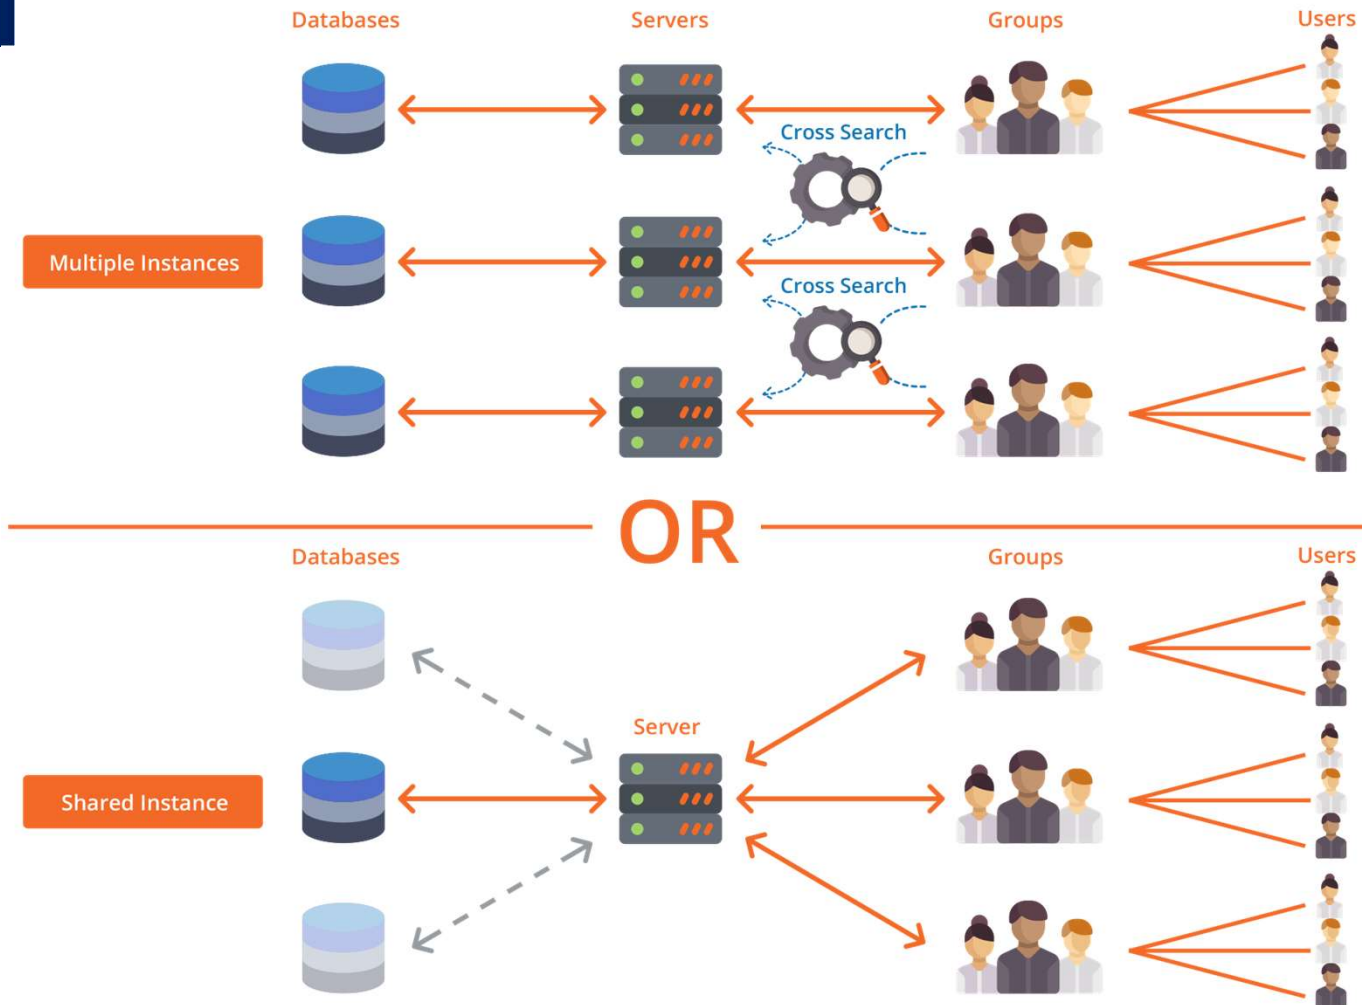 Databases
Servers
Groups
Users
Cross Search
Multiple Instances
Cross Search
OR
Databases
Groups
Users
Server
Shared Instance